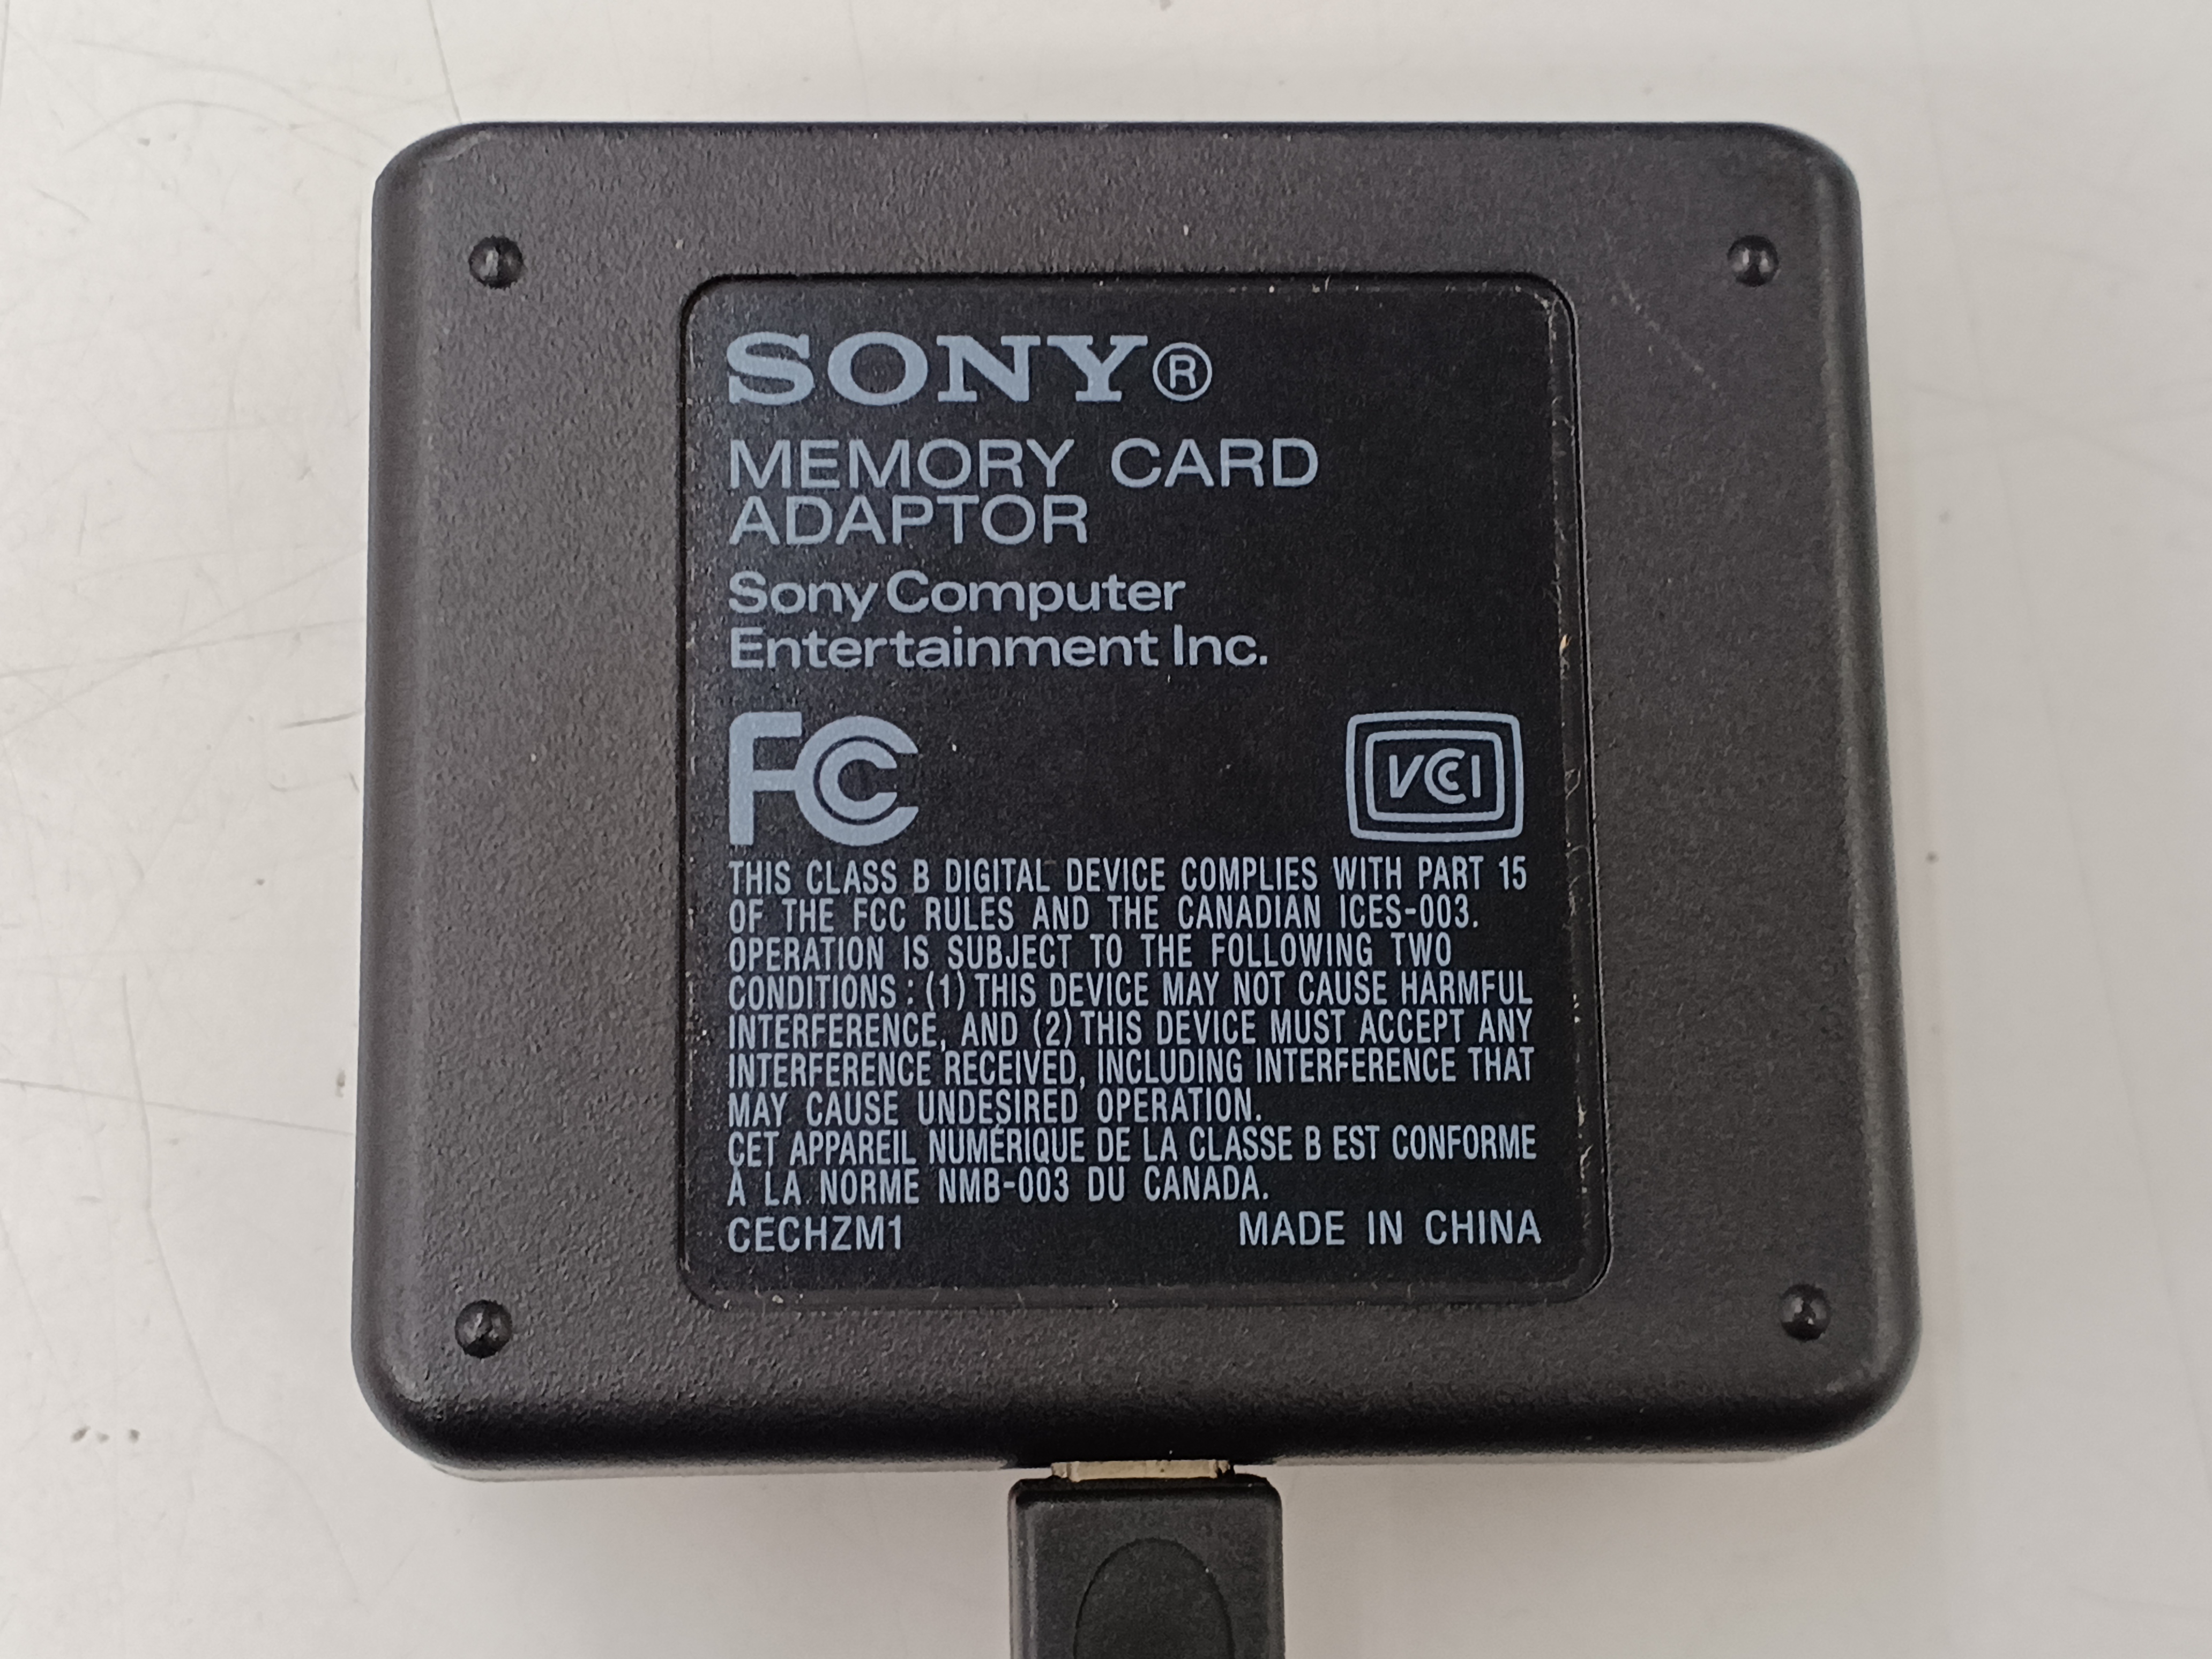 SONY®
MEMORY CARD
ADAPTOR
Sony Computer
Entertainment Inc.
FC VCCI
THIS CLASS B DIGITAL DEVICE COMPLIES WITH PART 15
OF THE FCC RULES AND THE CANADIAN ICES-003.
OPERATION IS SUBJECT TO THE FOLLOWING TWO
CONDITIONS : (1) THIS DEVICE MAY NOT CAUSE HARMFUL
INTERFERENCE, AND (2) THIS DEVICE MUST ACCEPT ANY
INTERFERENCE RECEIVED, INCLUDING INTERFERENCE THAT
MAY CAUSE UNDESIRED OPERATION.
CET APPAREIL NUMÉRIQUE DE LA CLASSE B EST CONFORME
À LA NORME NMB-003 DU CANADA.
CECHZM1 MADE IN CHINA